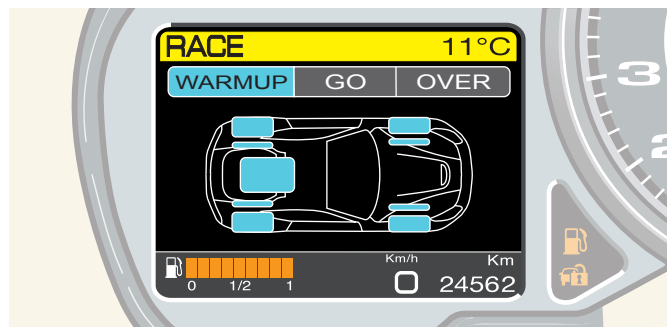 RACE 11°C
WARMUP GO OVER
3
2
Km/h Km
0 1/2 1 0 24562